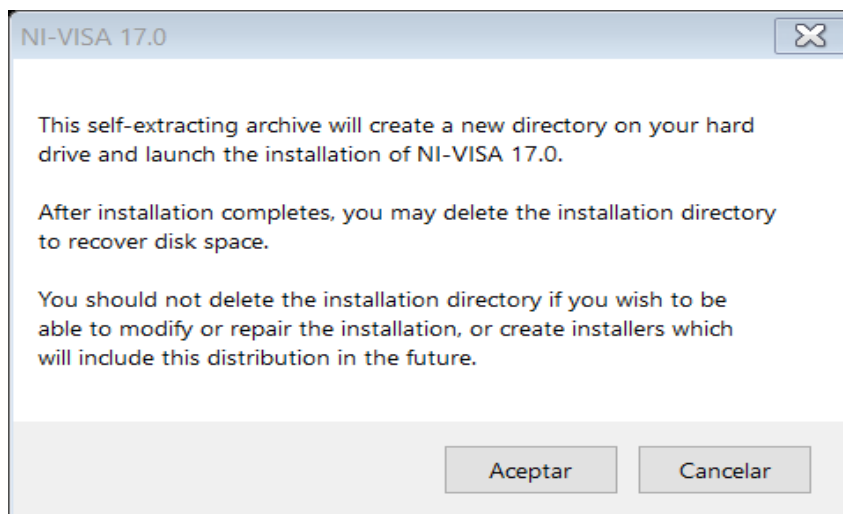 NI-VISA 17.0
This self-extracting archive will create a new directory on your hard
drive and launch the installation of NI-VISA 17.0.
After installation completes, you may delete the installation directory
to recover disk space.
You should not delete the installation directory if you wish to be
able to modify or repair the installation, or create installers which
will include this distribution in the future.
Aceptar
Cancelar